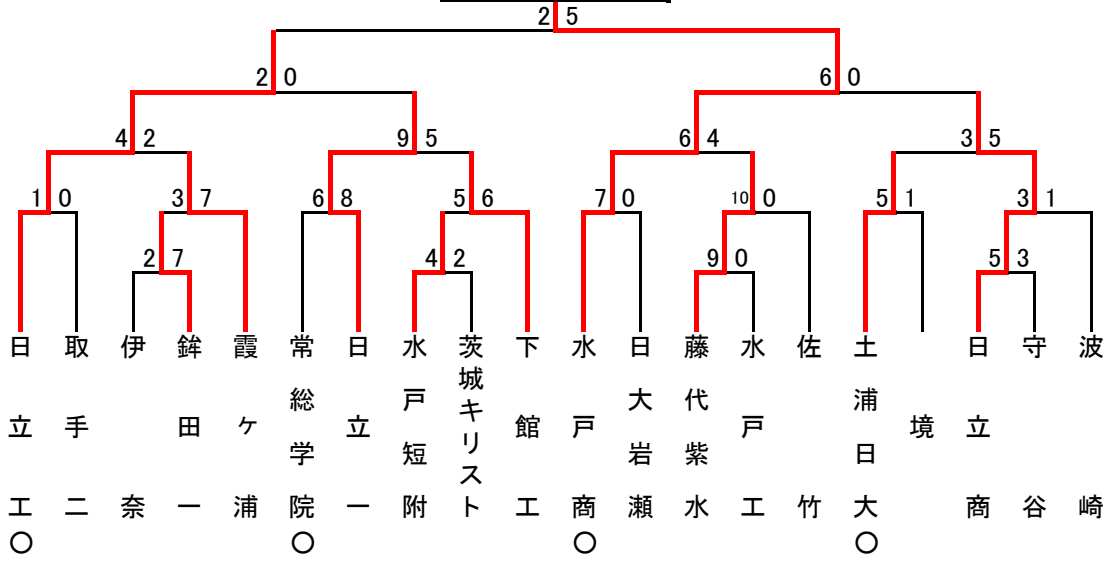 2 5
2 0 6 0
4 2 9 5 6 4 3 5
1 0 3 7 6 8 5 6 7 0 10 0 5 1 3 1
2 7 4 2 9 0 5 3
日立工
取手二
伊奈
鉾田一
霞ヶ浦
常総学院
日立一
水戸短附
茨城キリスト
下館工
水戸商
日大岩瀬
藤代紫水
水戸工
佐竹
土浦日大
境
日立商
守谷
波崎
○ ○ ○ ○